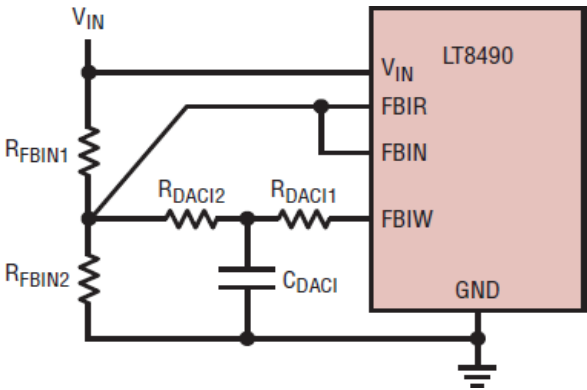 VIN
VIN
LT8490
FBIR
RFBIN1
FBIN
RDACI2
RDACI1
FBIW
RFBIN2
CDACI
GND